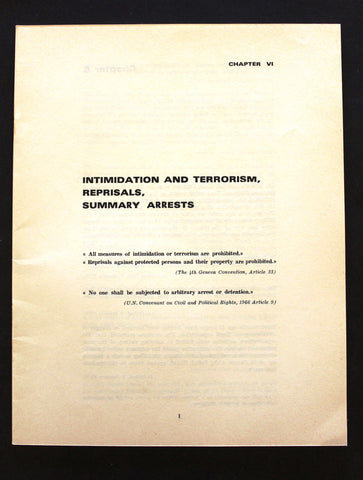 CHAPTER VI
INTIMIDATION AND TERRORISM,
REPRISALS,
SUMMARY ARRESTS
« All measures of intimidation or terrorism are prohibited.»
« Reprisals against protected persons and their property are prohibited.»
(The 4th Geneva Convention, Article 33)
« No one shall be subjected to arbitrary arrest or detention.»
(U.N. Convenant on Civil and Political Rights, 1966 Article 9)
1